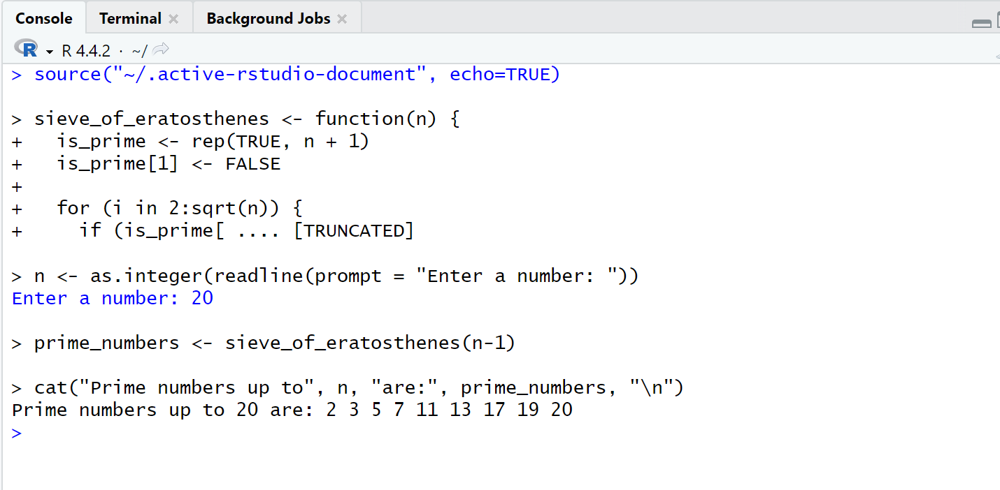 Console Terminal Background Jobs
R R 4.4.2 · ~/
> source("~/.active-rstudio-document", echo=TRUE)
> sieve_of_eratosthenes <- function(n) {
+   is_prime <- rep(TRUE, n + 1)
+   is_prime[1] <- FALSE
+
+   for (i in 2:sqrt(n)) {
+     if (is_prime[ .... [TRUNCATED]
> n <- as.integer(readline(prompt = "Enter a number: "))
Enter a number: 20
> prime_numbers <- sieve_of_eratosthenes(n-1)
> cat("Prime numbers up to", n, "are:", prime_numbers, "\n")
Prime numbers up to 20 are: 2 3 5 7 11 13 17 19 20
>